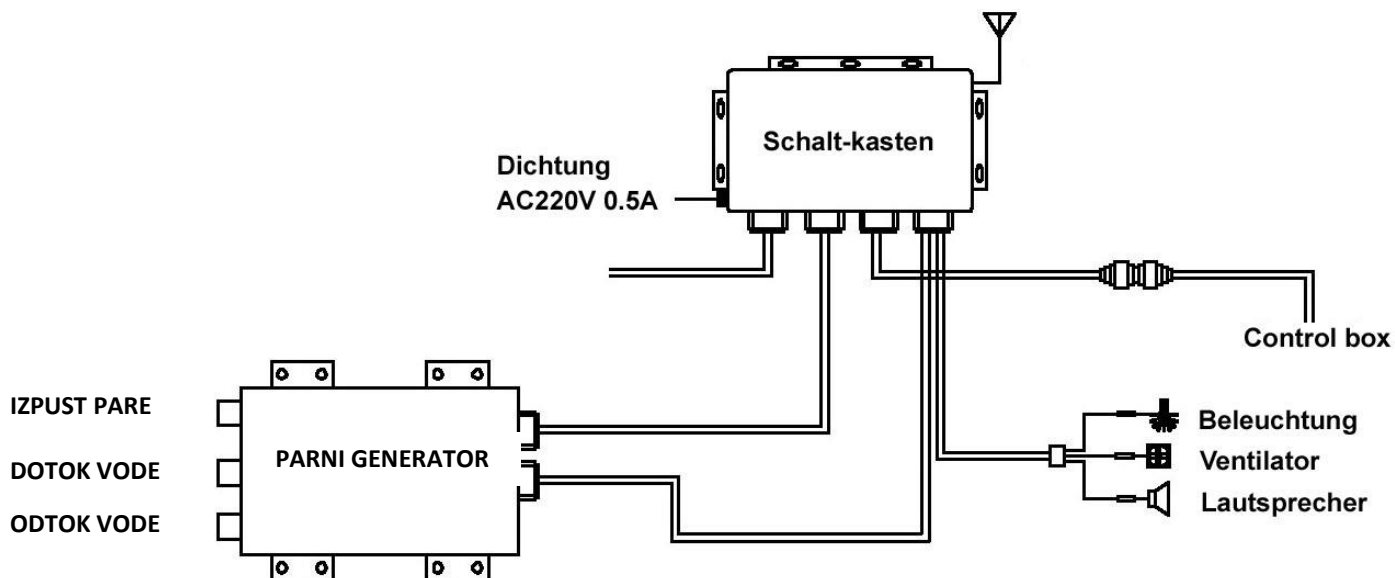 Schalt-kasten
Dichtung
AC220V 0.5A
Control box
IZPUST PARE
DOTOK VODE
ODTOK VODE
PARNI GENERATOR
Beleuchtung
Ventilator
Lautsprecher